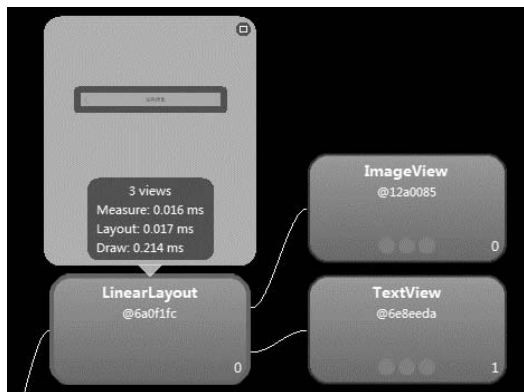 3 views
Measure: 0.016 ms
Layout: 0.017 ms
Draw: 0.214 ms
LinearLayout
@6a0f1fc
0
ImageView
@12a0085
0
TextView
@6e8eeda
1